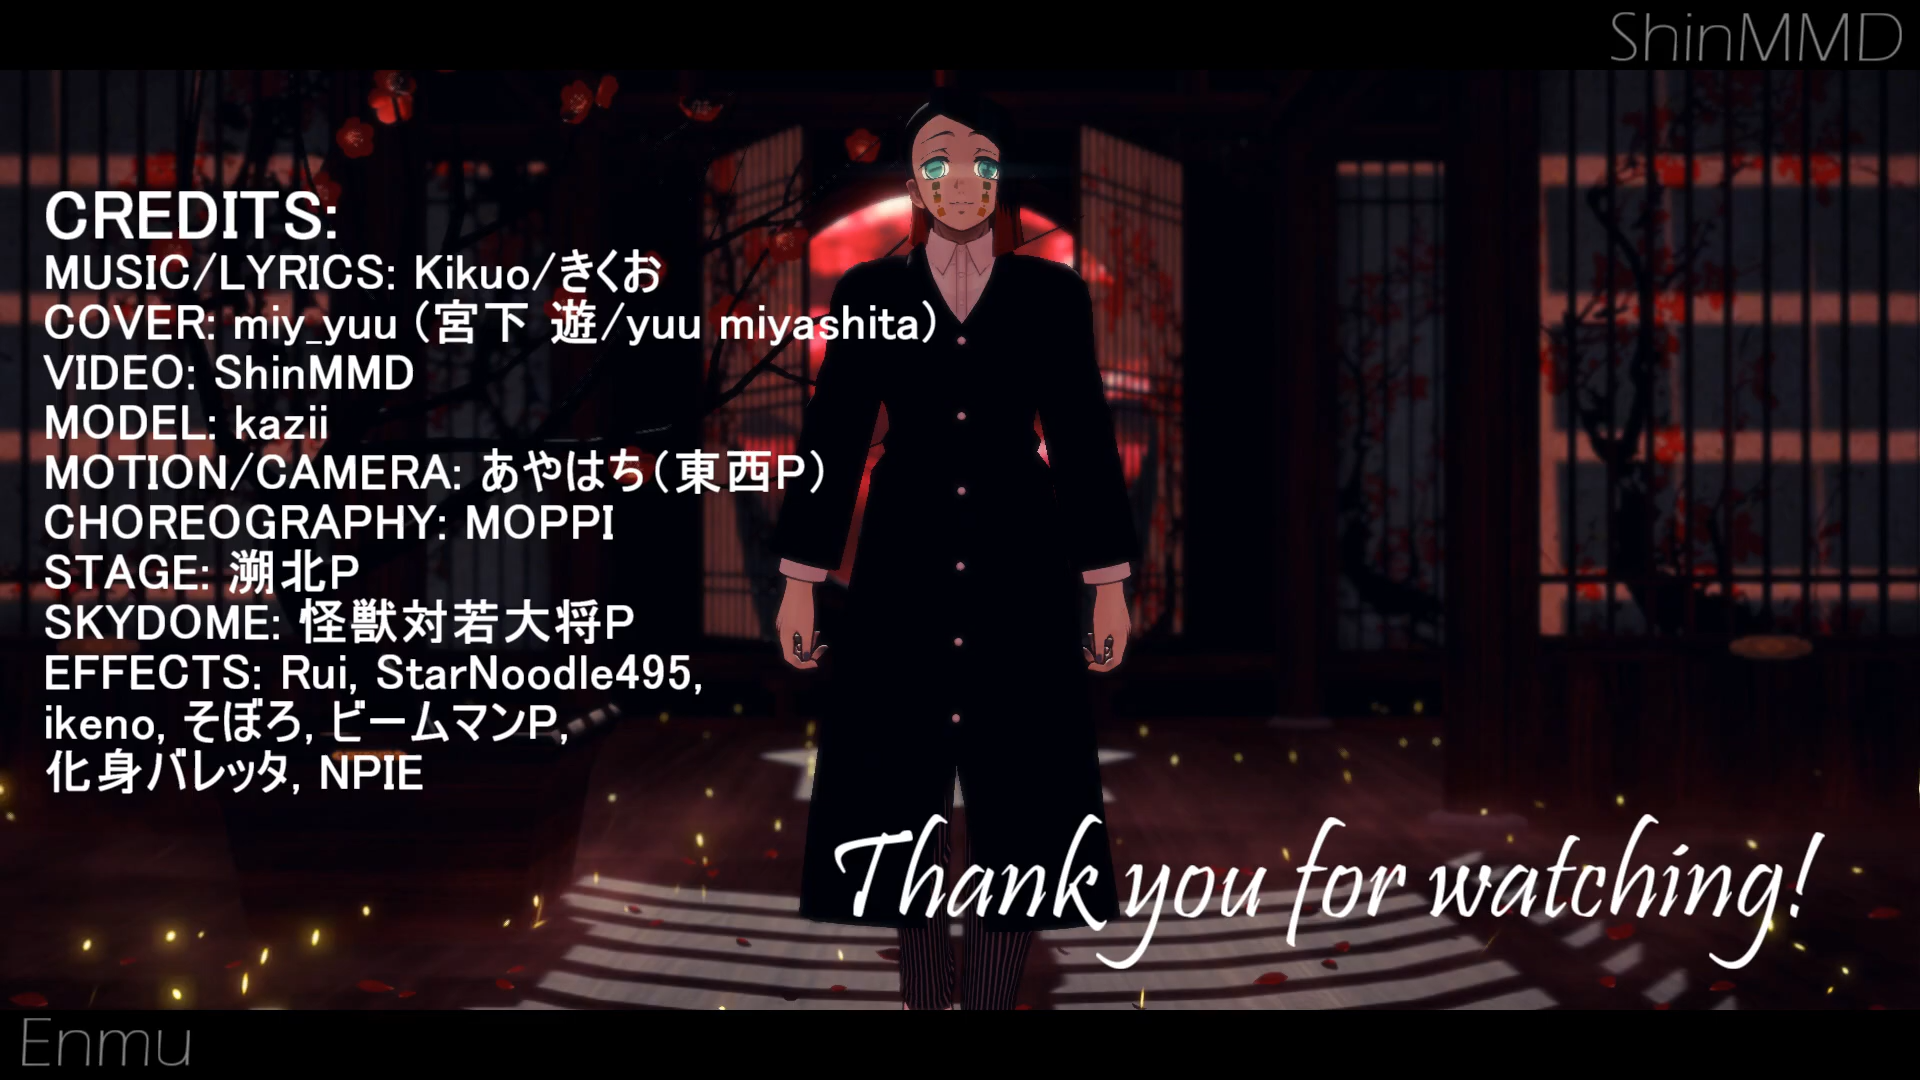 ShinMMD
CREDITS:
MUSIC/LYRICS: Kikuo/きくお
COVER: miy_yuu (宮下 遊/yuu miyashita)
VIDEO: ShinMMD
MODEL: kazii
MOTION/CAMERA: あやはち(東西P)
CHOREOGRAPHY: MOPPI
STAGE: 溯北P
SKYDOME: 怪獣対若大将P
EFFECTS: Rui, StarNoodle495,
ikeno, そぼろ, ビームマンP,
化身バレッタ, NPIE
Thank you for watching!
Enmu